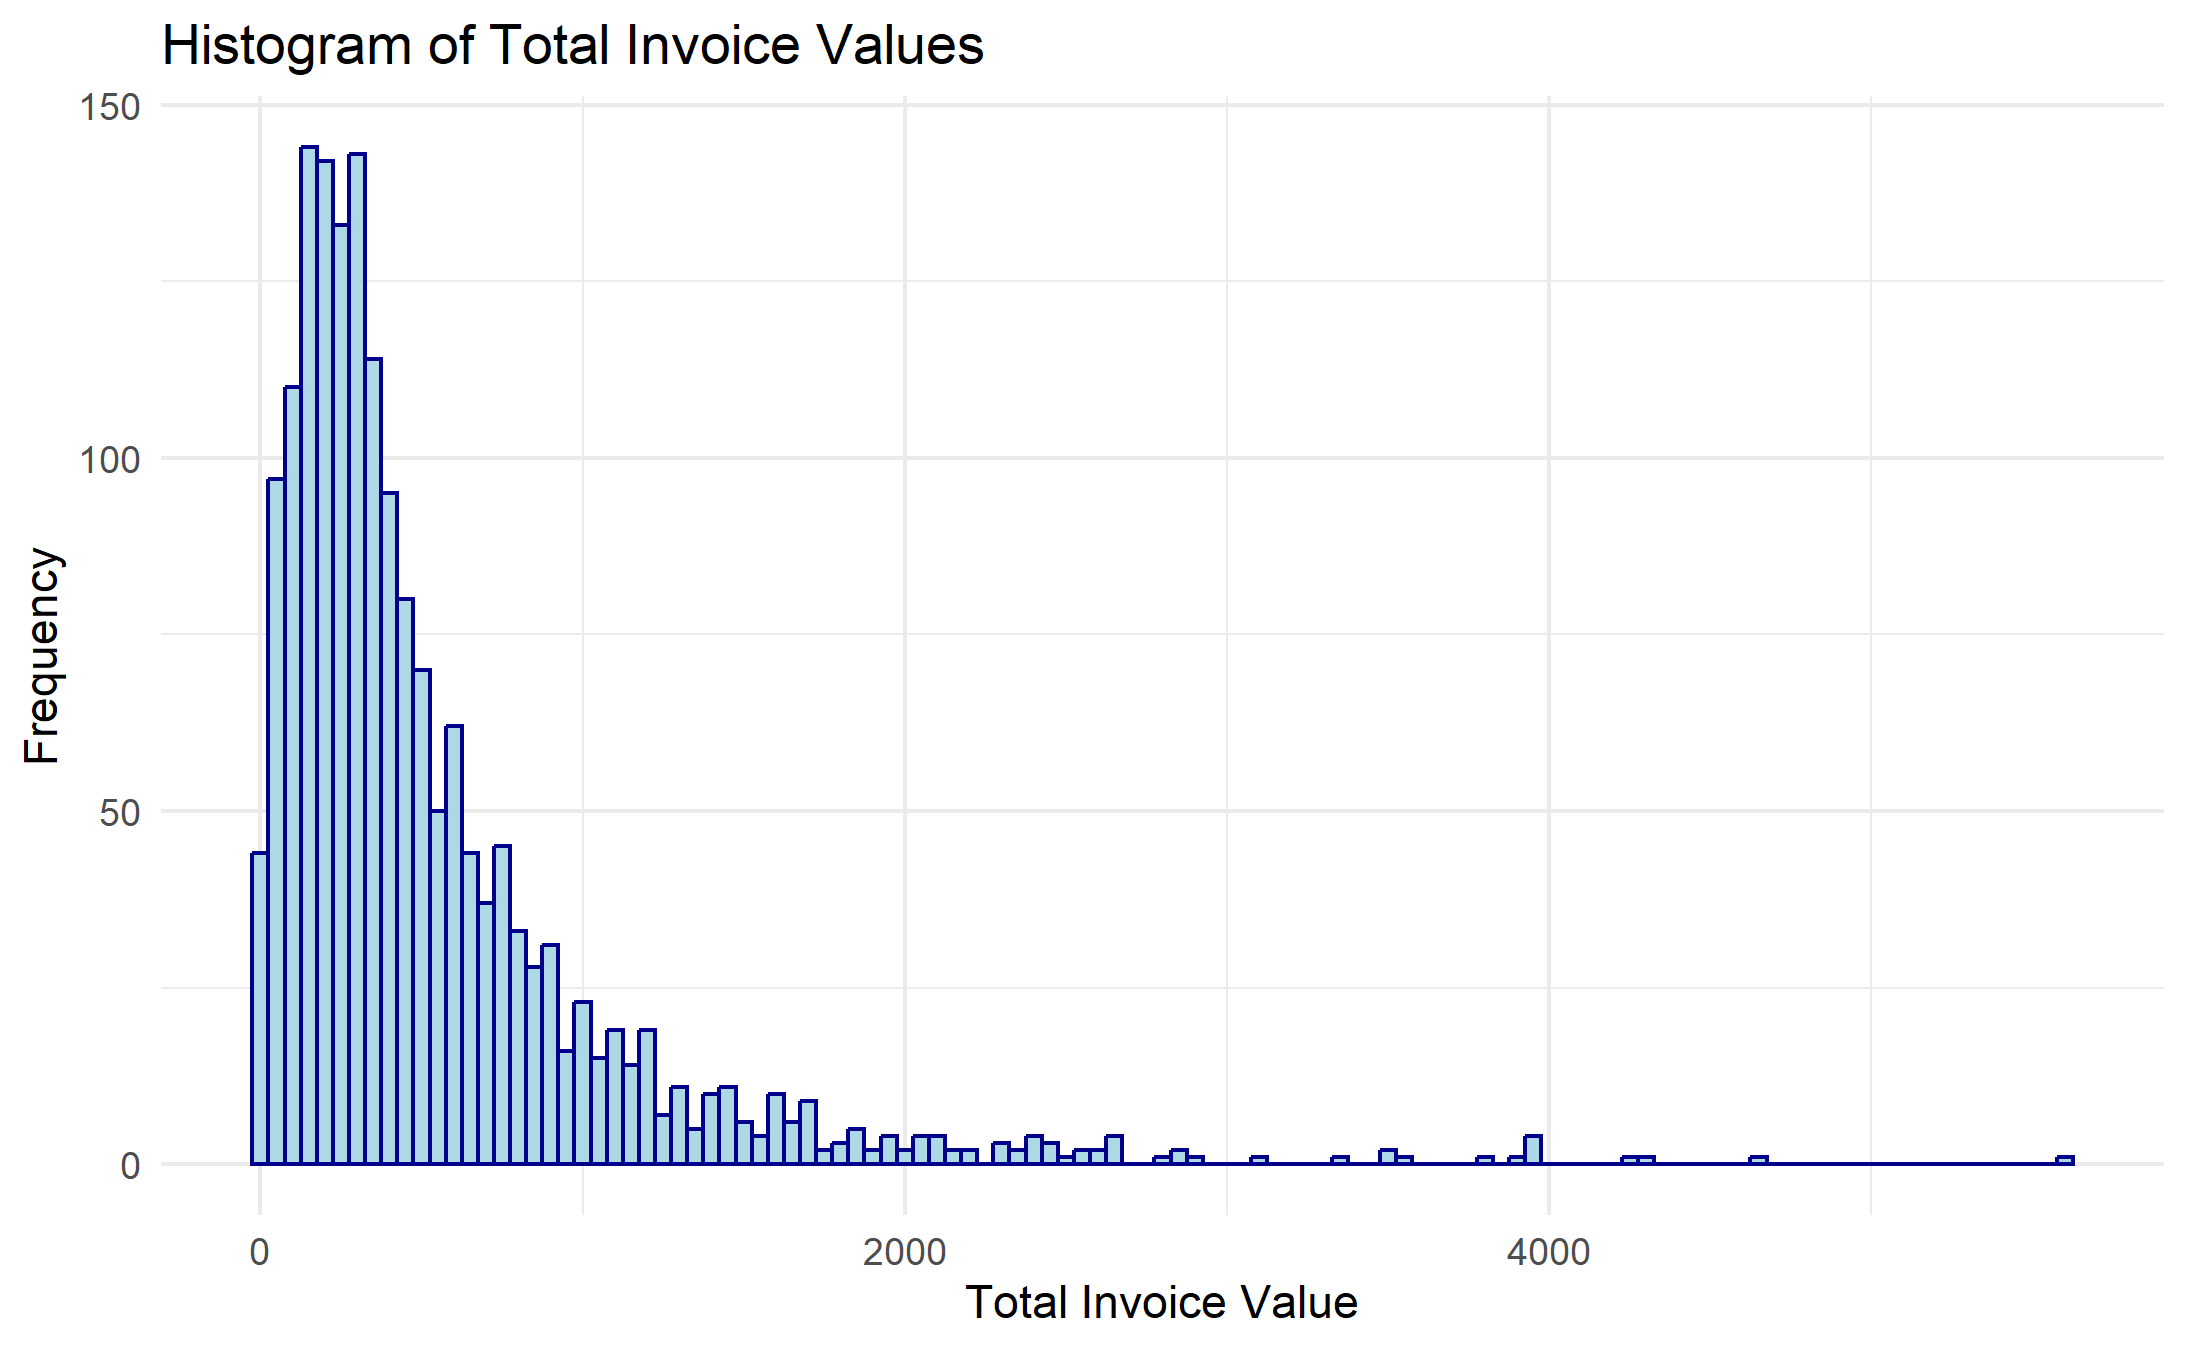 Histogram of Total Invoice Values
150
100
50
0
Frequency
0 2000 4000
Total Invoice Value